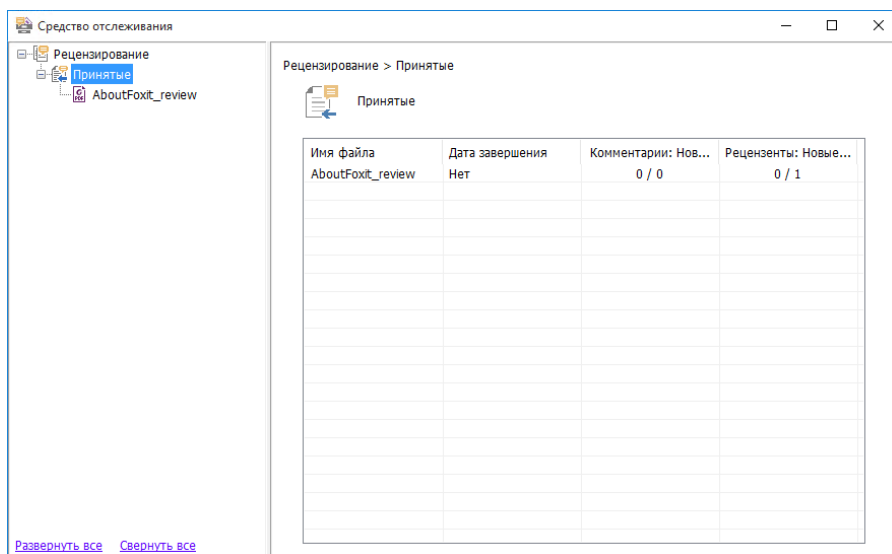 Средство отслеживания
Рецензирование
Принятые
AboutFoxit_review
Развернуть все Свернуть все
Рецензирование > Принятые
Принятые
Имя файла Дата завершения Комментарии: Нов... Рецензенты: Новые...
AboutFoxit_review Нет 0 / 0 0 / 1